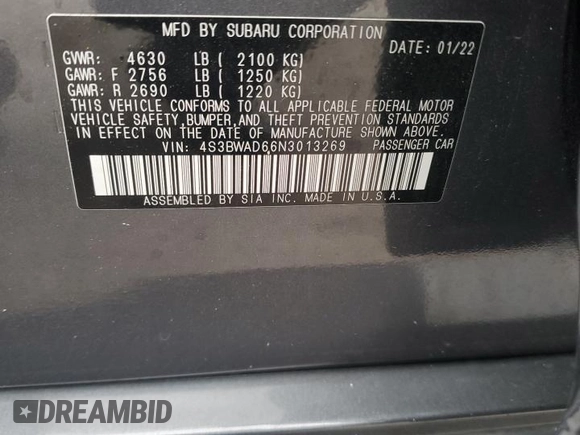 MFD BY SUBARU CORPORATION
DATE: 01/22
GVWR: 4630 LB ( 2100 KG)
GAWR: F 2756 LB ( 1250 KG)
GAWR: R 2690 LB ( 1220 KG)
THIS VEHICLE CONFORMS TO ALL APPLICABLE FEDERAL MOTOR
VEHICLE SAFETY,BUMPER,AND THEFT PREVENTION STANDARDS
IN EFFECT ON THE DATE OF MANUFACTURE SHOWN ABOVE.
VIN: 4S3BWAD66N3013269 PASSENGER CAR
ASSEMBLED BY SIA INC. MADE IN U.S.A.
DREAMBID